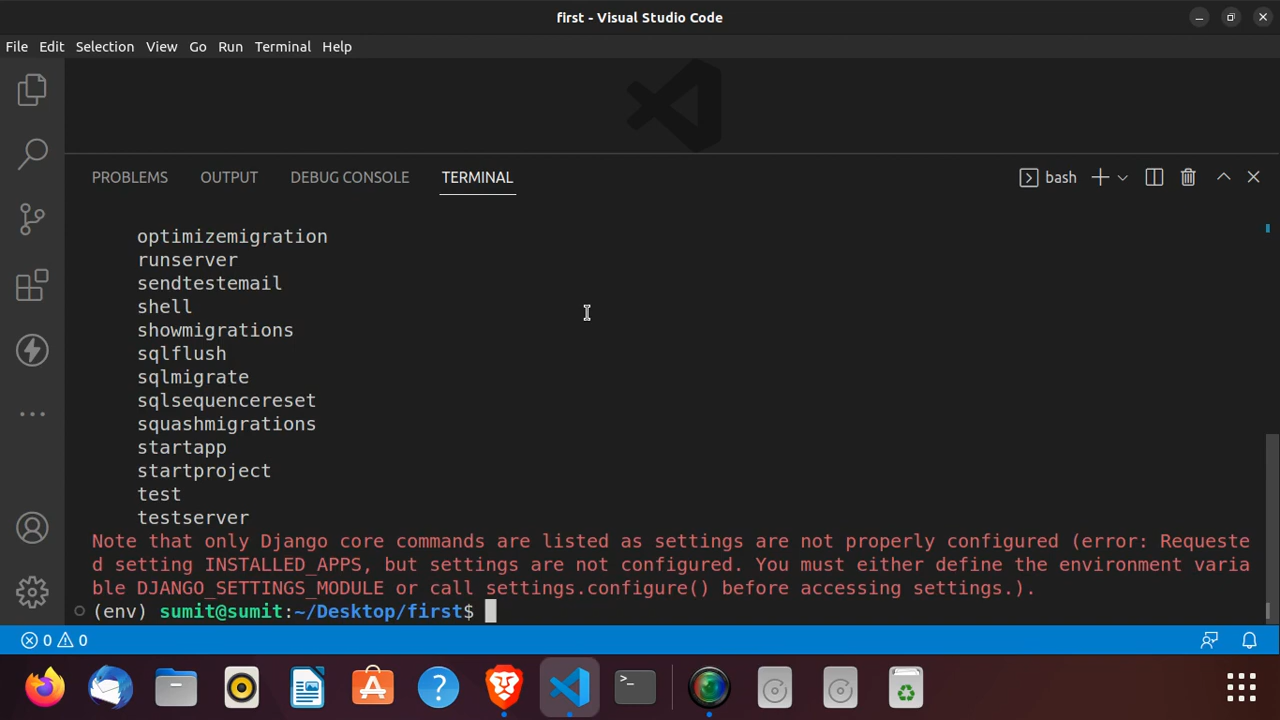 first - Visual Studio Code
File Edit Selection View Go Run Terminal Help
PROBLEMS OUTPUT DEBUG CONSOLE TERMINAL bash
optimizemigration
runserver
sendtestemail
shell
showmigrations
sqlflush
sqlmigrate
sqlsequencereset
squashmigrations
startapp
startproject
test
testserver
Note that only Django core commands are listed as settings are not properly configured (error: Requeste
d setting INSTALLED_APPS, but settings are not configured. You must either define the environment varia
ble DJANGO_SETTINGS_MODULE or call settings.configure() before accessing settings.).
(env) sumit@sumit:~/Desktop/first$
0 0